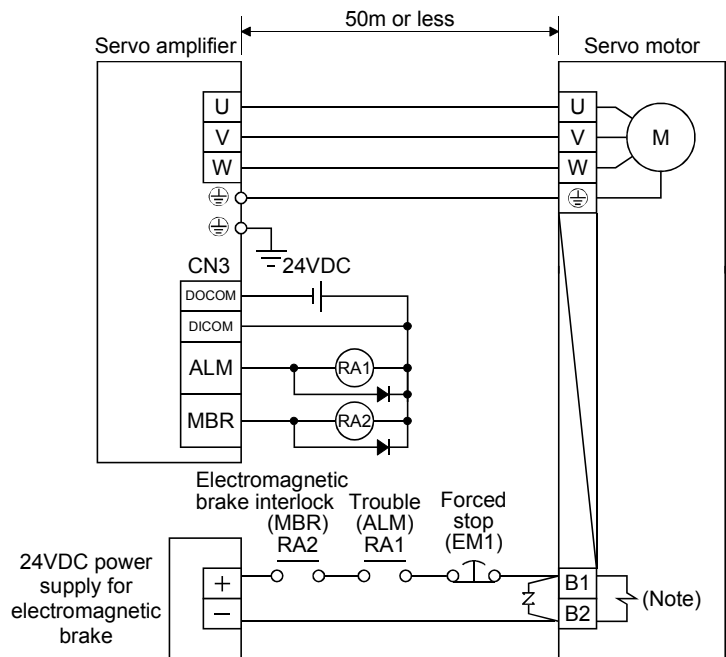 50m or less
Servo amplifier
Servo motor
U
U
V
V
M
W
W
CN3
24VDC
DOCOM
DICOM
ALM
RA1
MBR
RA2
Electromagnetic
brake interlock
(MBR)
RA2
Trouble
(ALM)
RA1
Forced
stop
(EM1)
24VDC power
supply for
electromagnetic
brake
+
−
B1
B2
(Note)